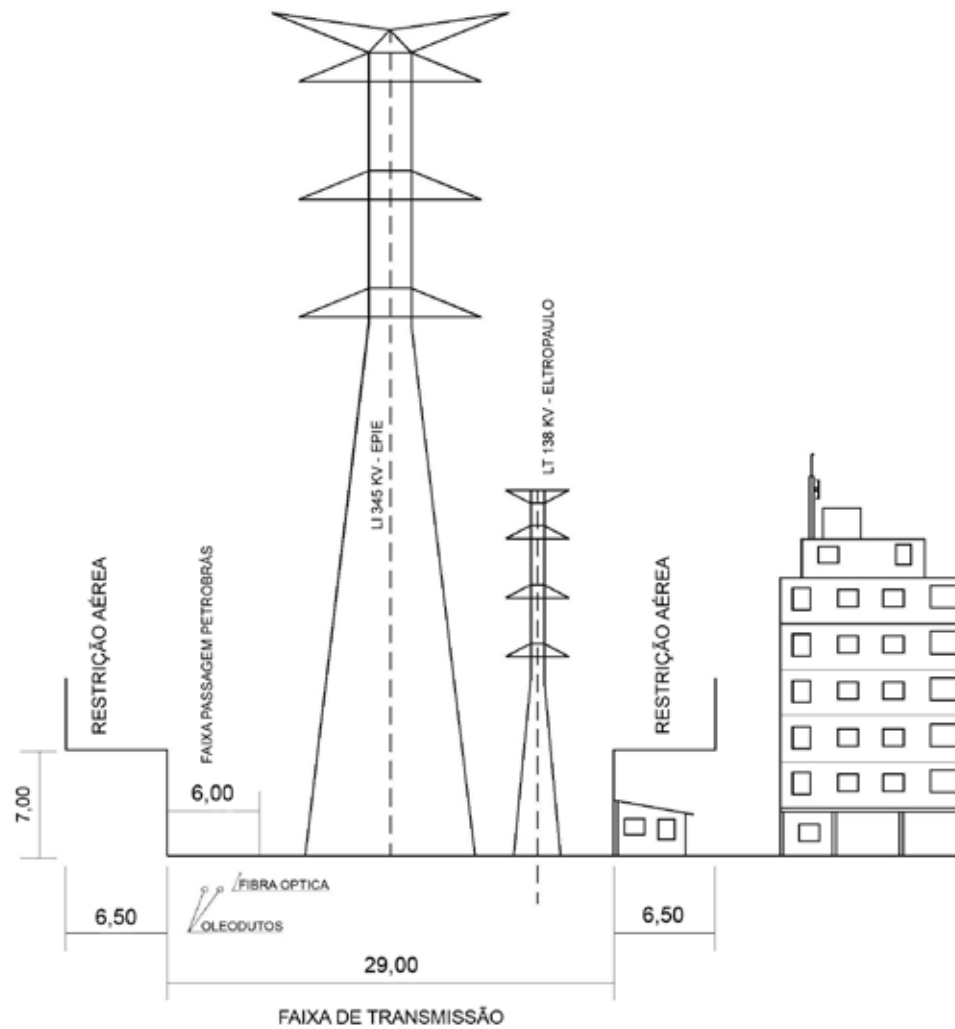 LI 345 KV - EPIE
LT 138 KV - ELTROPAULO
RESTRIÇÃO AÉREA
FAIXA PASSAGEM PETROBRÁS
RESTRIÇÃO AÉREA
7,00
6,00
FIBRA OPTICA
OLEODUTOS
6,50
6,50
29,00
FAIXA DE TRANSMISSÃO